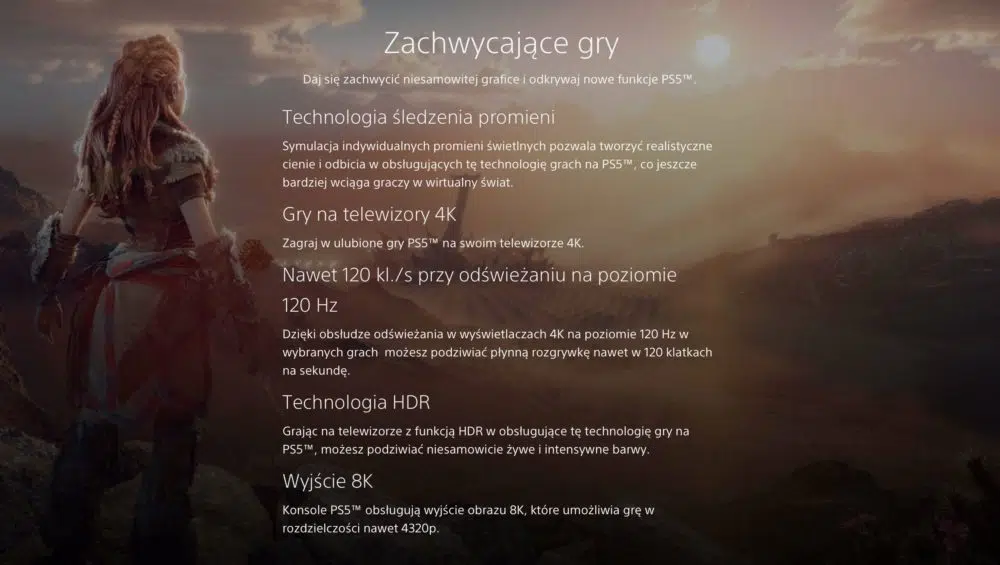 Zachwycające gry
Daj się zachwycić niesamowitej grafice i odkrywaj nowe funkcje PS5™.
Technologia śledzenia promieni
Symulacja indywidualnych promieni świetlnych pozwala tworzyć realistyczne
cienie i odbicia w obsługujących tę technologię grach na PS5™, co jeszcze
bardziej wciąga graczy w wirtualny świat.
Gry na telewizory 4K
Zagraj w ulubione gry PS5™ na swoim telewizorze 4K.
Nawet 120 kl./s przy odświeżaniu na poziomie
120 Hz
Dzięki obsłudze odświeżania w wyświetlaczach 4K na poziomie 120 Hz w
wybranych grach możesz podziwiać płynną rozgrywkę nawet w 120 klatkach
na sekundę.
Technologia HDR
Grając na telewizorze z funkcją HDR w obsługujące tę technologię gry na
PS5™, możesz podziwiać niesamowicie żywe i intensywne barwy.
Wyjście 8K
Konsole PS5™ obsługują wyjście obrazu 8K, które umożliwia grę w
rozdzielczości nawet 4320p.